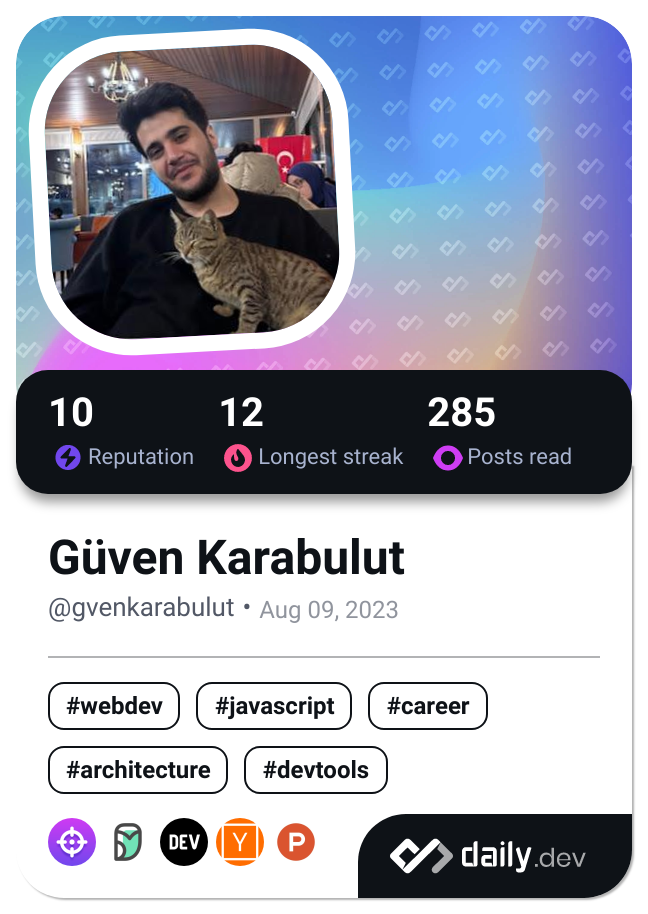 10 12 285
Reputation Longest streak Posts read
Güven Karabulut
@gvenkarabulut • Aug 09, 2023
#webdev #javascript #career
#architecture #devtools
DEV Y P
daily.dev